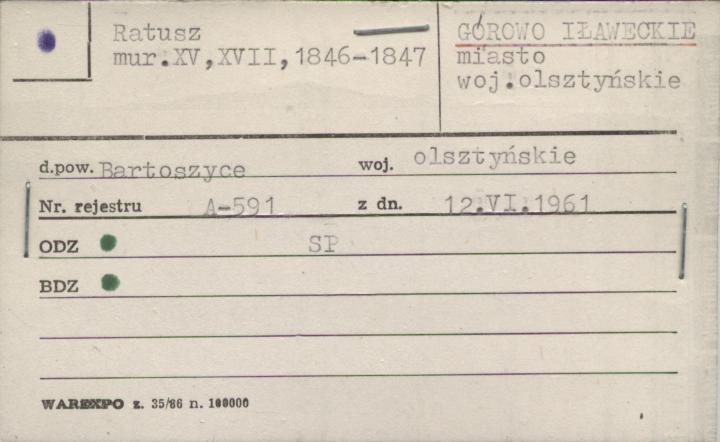 Ratusz
mur.XV,XVII,1846-1847
GÓROWO IŁAWECKIE
miasto
woj.olsztyńskie
d.pow. Bartoszyce woj. olsztyńskie
Nr. rejestru A-591 z dn. 12.VI.1961
ODZ SP
BDZ
WAREXPO z. 35/86 n. 100000